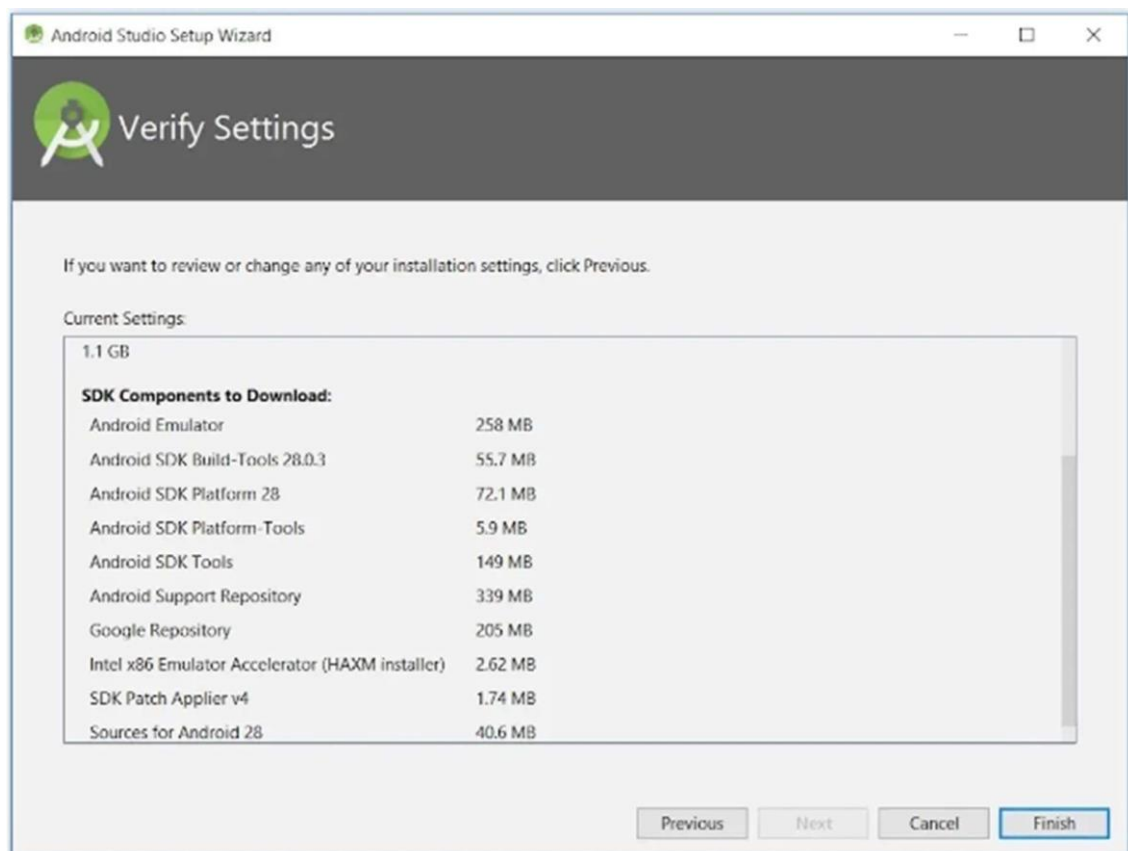 Android Studio Setup Wizard
Verify Settings
If you want to review or change any of your installation settings, click Previous.
Current Settings:
1.1 GB
SDK Components to Download:
Android Emulator 258 MB
Android SDK Build-Tools 28.0.3 55.7 MB
Android SDK Platform 28 72.1 MB
Android SDK Platform-Tools 5.9 MB
Android SDK Tools 149 MB
Android Support Repository 339 MB
Google Repository 205 MB
Intel x86 Emulator Accelerator (HAXM installer) 2.62 MB
SDK Patch Applier v4 1.74 MB
Sources for Android 28 40.6 MB
Previous Next Cancel Finish